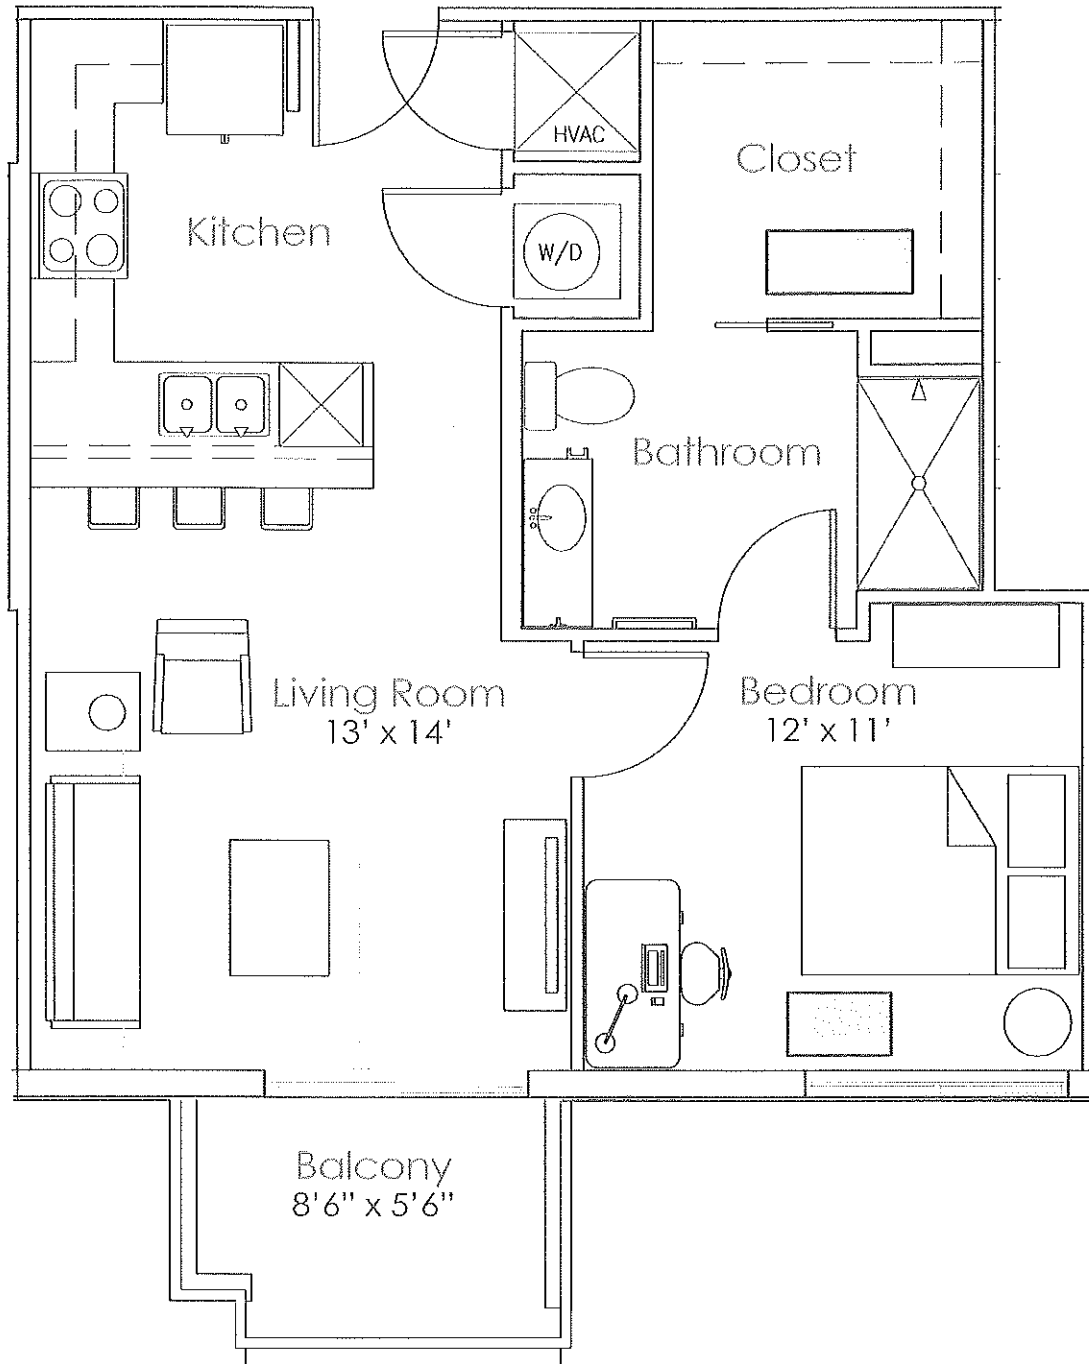 HVAC
Closet
Kitchen
W/D
Bathroom
Living Room
13' x 14'
Bedroom
12' x 11'
Balcony
8'6" x 5'6"